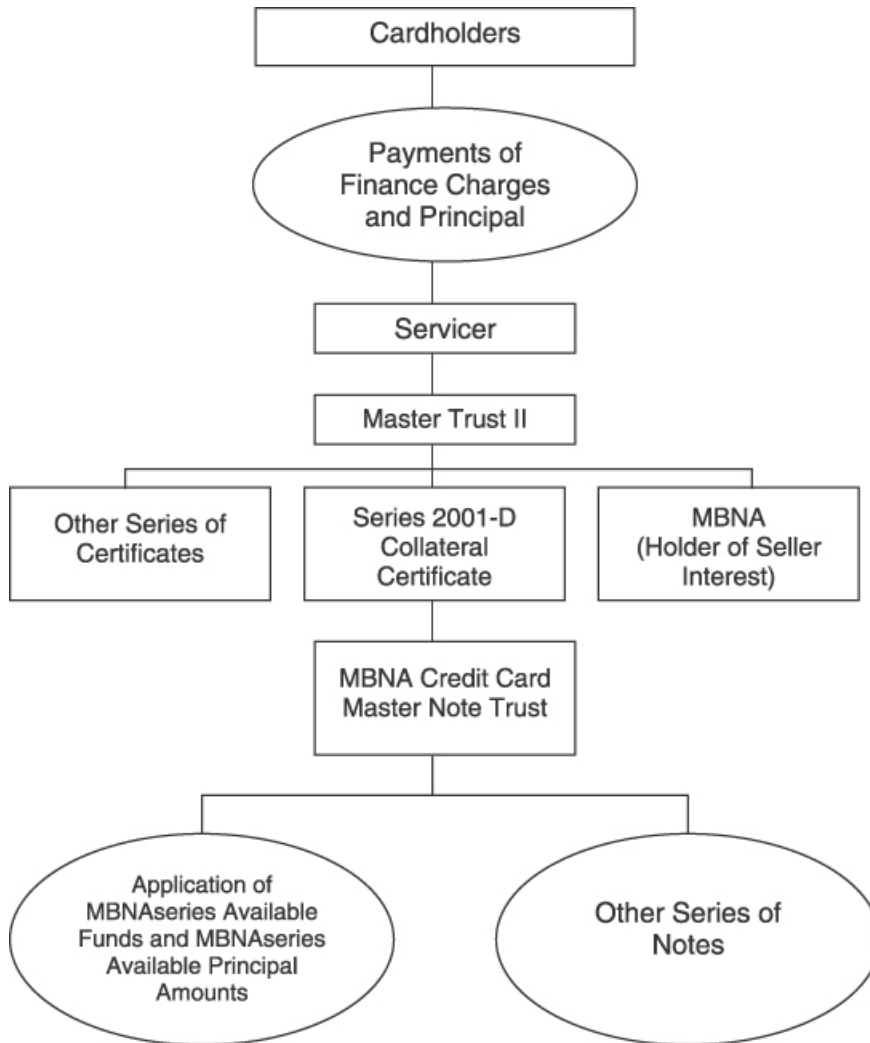 Cardholders
Payments of
Finance Charges
and Principal
Servicer
Master Trust II
Other Series of
Certificates
Series 2001-D
Collateral
Certificate
MBNA
(Holder of Seller
Interest)
MBNA Credit Card
Master Note Trust
Application of
MBNAseries Available
Funds and MBNAseries
Available Principal
Amounts
Other Series of
Notes